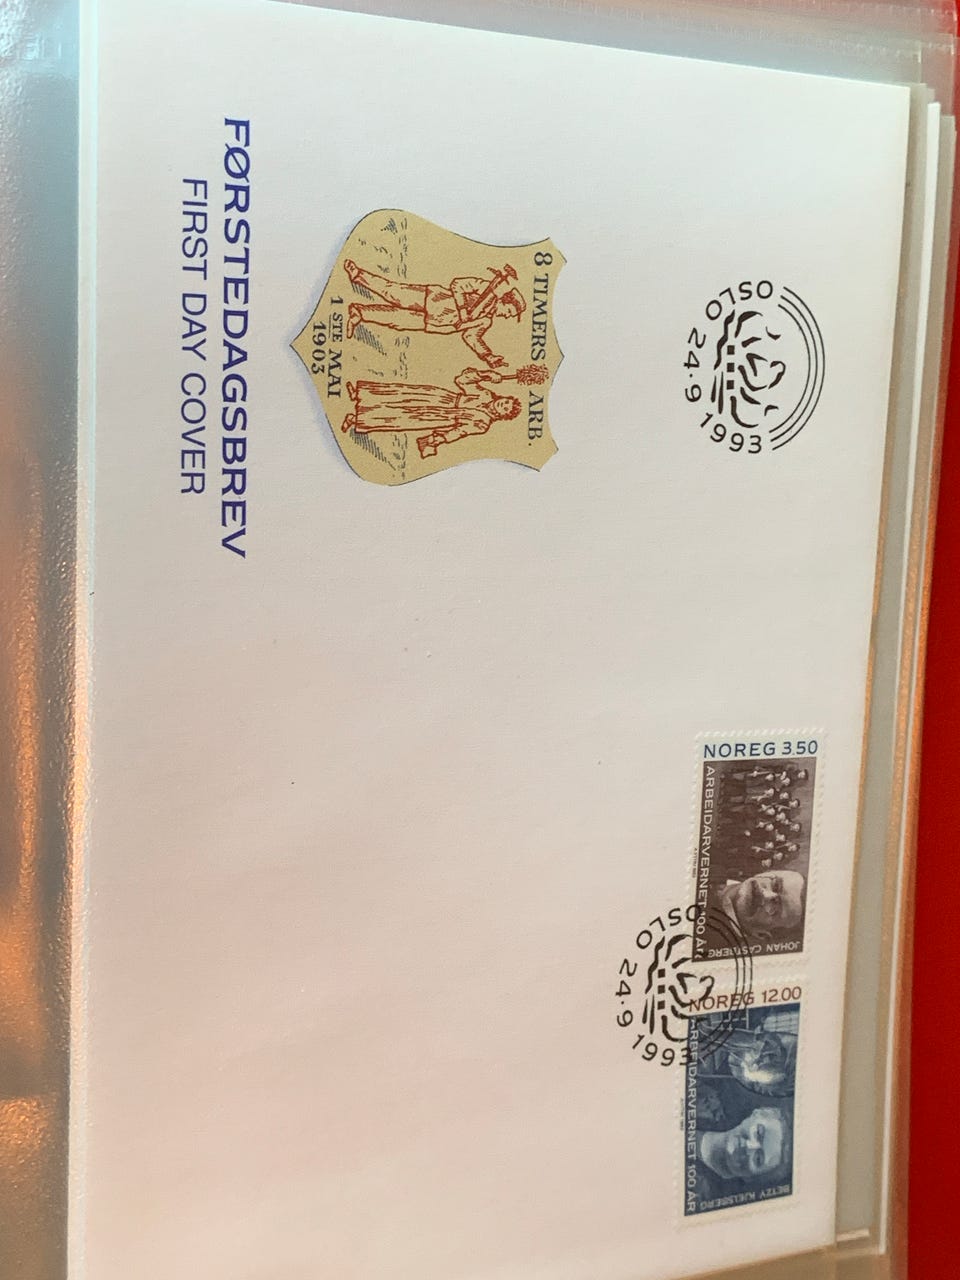 OSLO
24.9 1993
NOREG 3.50
ARBEIDARVERNET 100 ÅR
JOHAN CASTBERG
NOREG 12.00
ARBEIDARVERNET 100 ÅR
BETZY KJELSBERG
OSLO
24.9 1993
8 TIMERS ARB.
1 STE MAI
1903
FØRSTEDAGSBREV
FIRST DAY COVER